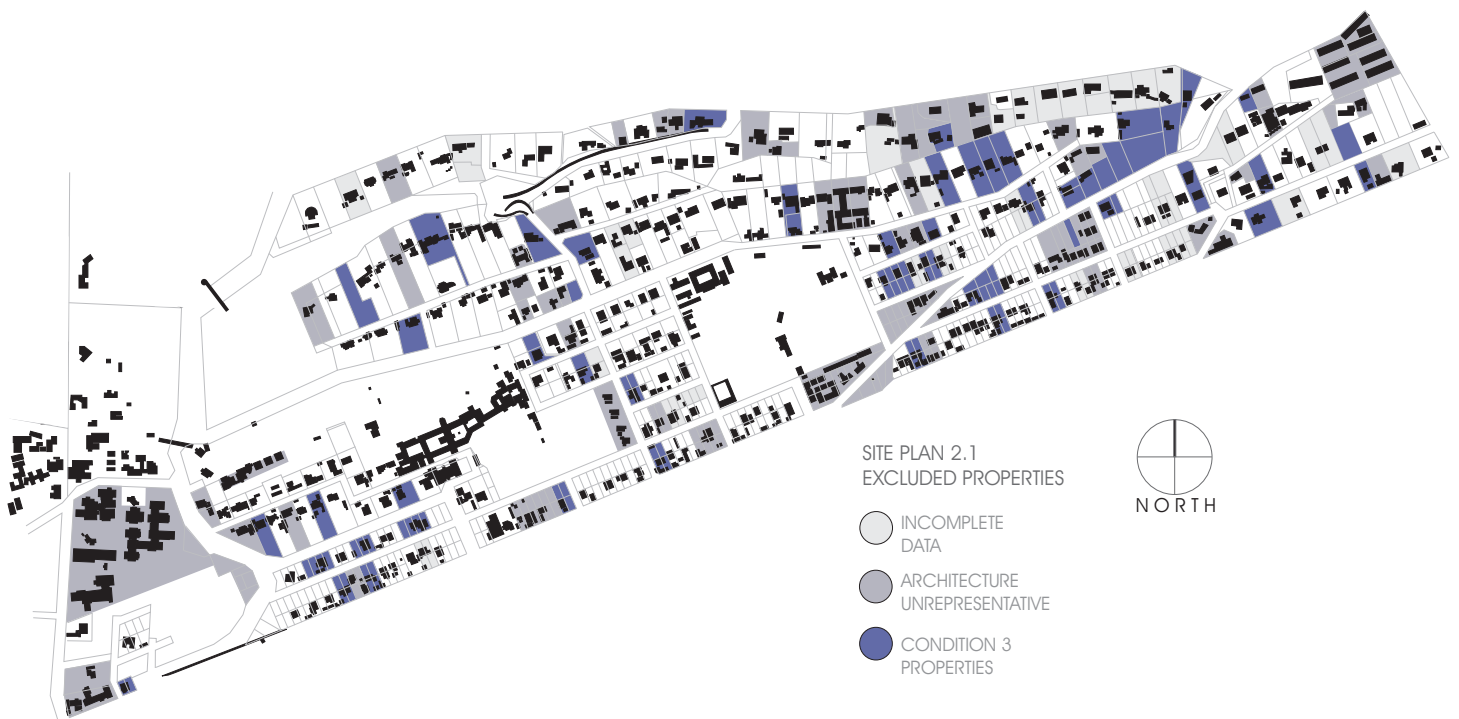 SITE PLAN 2.1
EXCLUDED PROPERTIES
INCOMPLETE
DATA
ARCHITECTURE
UNREPRESENTATIVE
CONDITION 3
PROPERTIES
NORTH